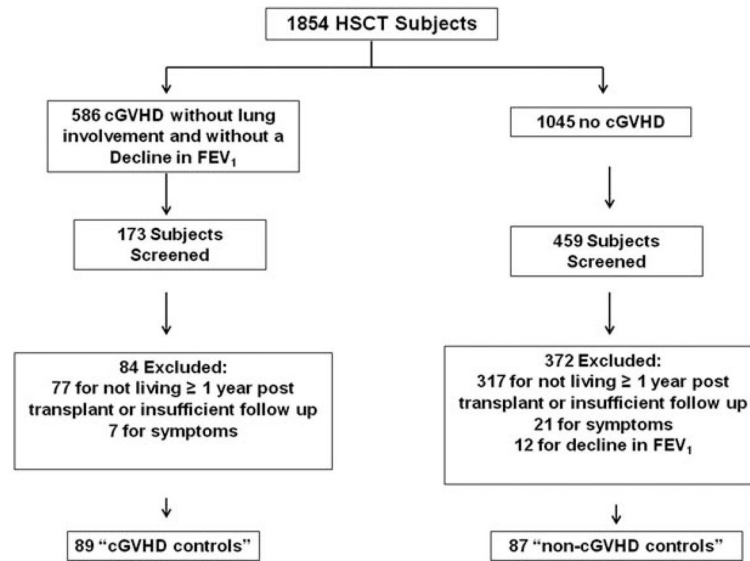 1854 HSCT Subjects
586 cGVHD without lung
involvement and without a
Decline in FEV₁
173 Subjects
Screened
84 Excluded:
77 for not living ≥ 1 year post
transplant or insufficient follow up
7 for symptoms
89 “cGVHD controls”
1045 no cGVHD
459 Subjects
Screened
372 Excluded:
317 for not living ≥ 1 year post
transplant or insufficient follow up
21 for symptoms
12 for decline in FEV₁
87 “non-cGVHD controls”